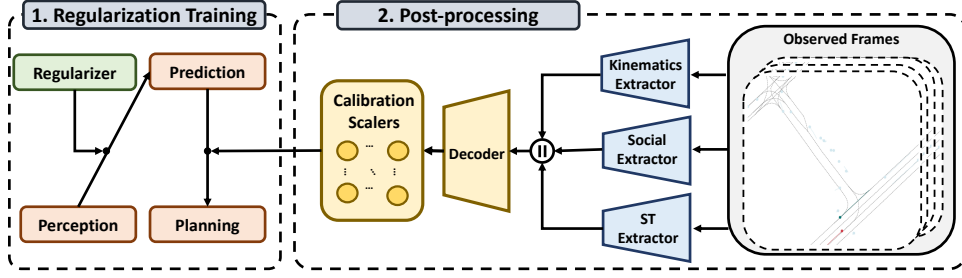 1. Regularization Training
2. Post-processing
Regularizer
Prediction
Perception
Planning
Calibration
Scalers
...
...
Decoder
Kinematics
Extractor
Social
Extractor
ST
Extractor
Observed Frames